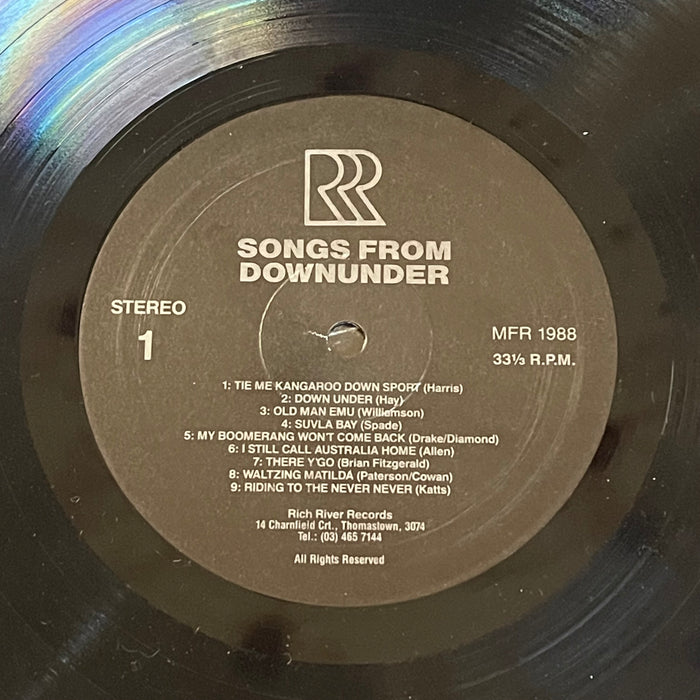 RRR
SONGS FROM
DOWNUNDER
STEREO
1
MFR 1988
33⅓ R.P.M.
1: TIE ME KANGAROO DOWN SPORT (Harris)
2: DOWN UNDER (Hay)
3: OLD MAN EMU (Williamson)
4: SUVLA BAY (Spade)
5: MY BOOMERANG WON'T COME BACK (Drake/Diamond)
6: I STILL CALL AUSTRALIA HOME (Allen)
7: THERE Y'GO (Brian Fitzgerald)
8: WALTZING MATILDA (Paterson/Cowan)
9: RIDING TO THE NEVER NEVER (Katts)
Rich River Records
14 Charnfield Crt., Thomastown, 3074
Tel.: (03) 465 7144
All Rights Reserved